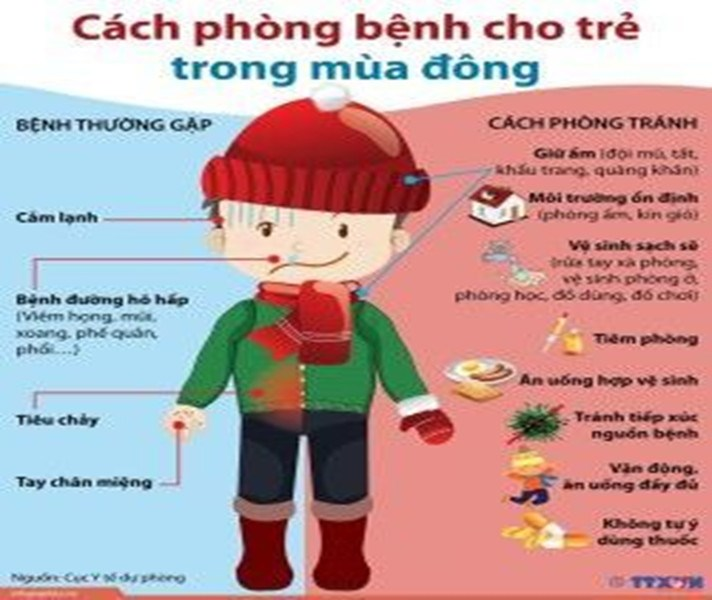 Cách phòng bệnh cho trẻ
trong mùa đông
BỆNH THƯỜNG GẶP
Cảm lạnh
Bệnh đường hô hấp
(Viêm họng, mũi,
xoang, phế quản,
phổi...)
Tiêu chảy
Tay chân miệng
CÁCH PHÒNG TRÁNH
Giữ ấm (đội mũ, tất,
khẩu trang, quàng khăn)
Môi trường ổn định
(phòng ấm, kín gió)
Vệ sinh sạch sẽ
(rửa tay xà phòng,
vệ sinh phòng ở,
phòng học, đồ dùng, đồ chơi)
Tiêm phòng
Ăn uống hợp vệ sinh
Tránh tiếp xúc
nguồn bệnh
Vận động,
ăn uống đầy đủ
Không tự ý
dùng thuốc
Nguồn: Cục Y tế dự phòng
© TTXVN